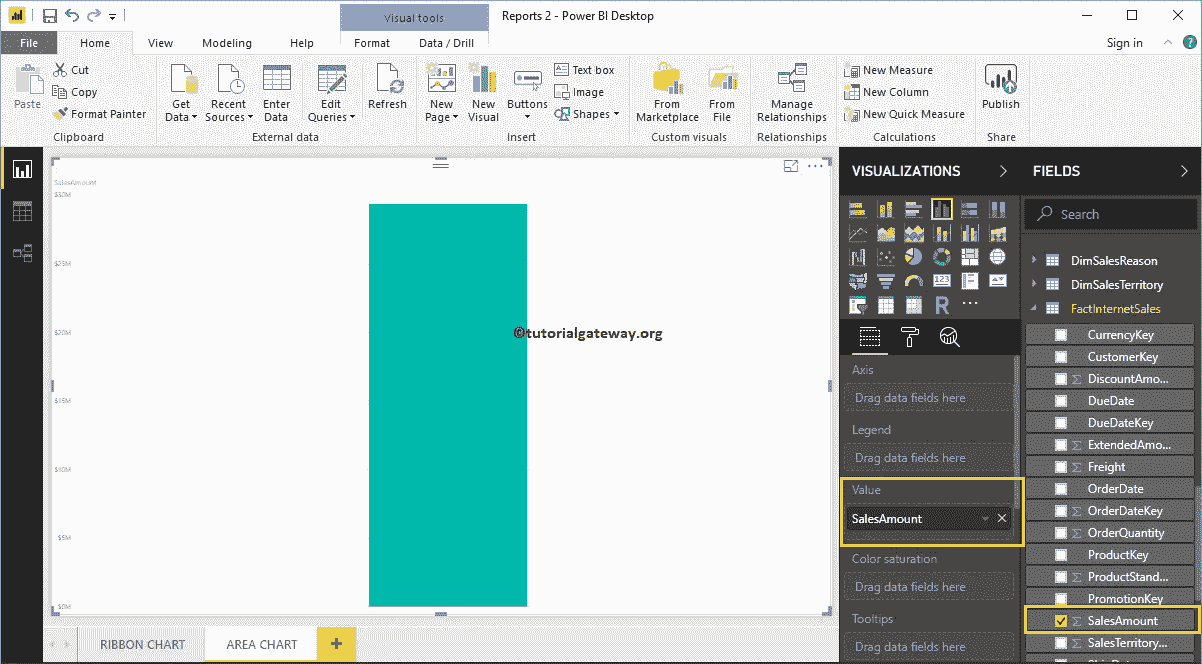 Visual tools
Reports 2 - Power BI Desktop
File Home View Modeling Help Format Data / Drill Sign in
Paste
Cut
Copy
Format Painter
Clipboard
Get Data
Recent Sources
Enter Data
Edit Queries
External data
Refresh
New Page
New Visual
Buttons
Text box
Image
Shapes
Insert
From Marketplace
From File
Custom visuals
Manage Relationships
Relationships
New Measure
New Column
New Quick Measure
Calculations
Publish
Share
SalesAmount
$30M
$25M
$20M
$15M
$10M
$5M
$0M
©tutorialgateway.org
RIBBON CHART
AREA CHART
+
VISUALIZATIONS
123
R
Axis
Drag data fields here
Legend
Drag data fields here
Value
SalesAmount
Color saturation
Drag data fields here
Tooltips
Drag data fields here
FIELDS
Search
DimSalesReason
DimSalesTerritory
FactInternetSales
CurrencyKey
CustomerKey
Σ DiscountAmo...
DueDate
DueDateKey
Σ ExtendedAmo...
Σ Freight
OrderDate
Σ OrderDateKey
Σ OrderQuantity
ProductKey
Σ ProductStand...
PromotionKey
Σ SalesAmount
Σ SalesTerritory...